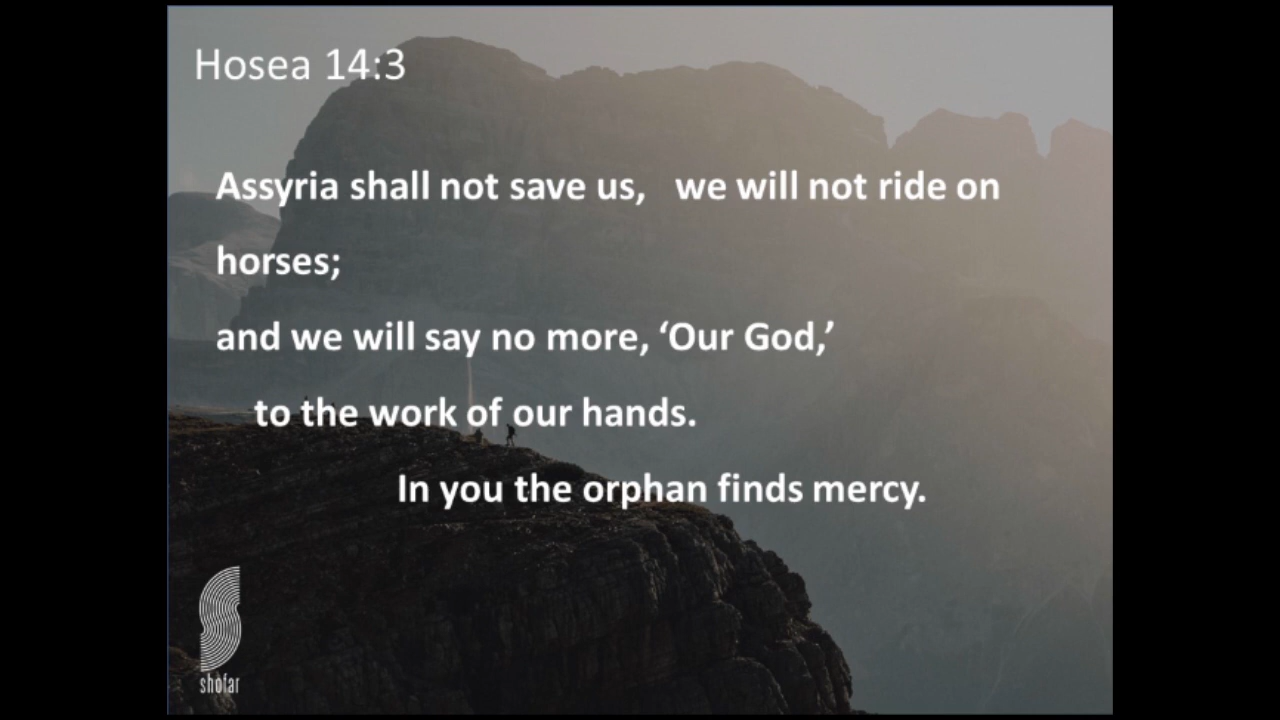 Hosea 14:3
Assyria shall not save us, we will not ride on
horses;
and we will say no more, ‘Our God,’
to the work of our hands.
In you the orphan finds mercy.
shofar